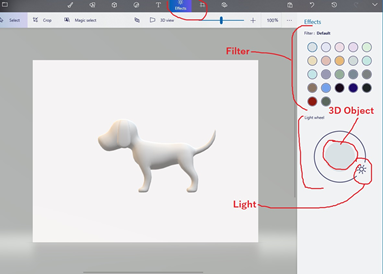 Effects
Select
Crop
Magic select
3D view
100%
Effects
Filter : Default
Filter
Light wheel
3D Object
Light